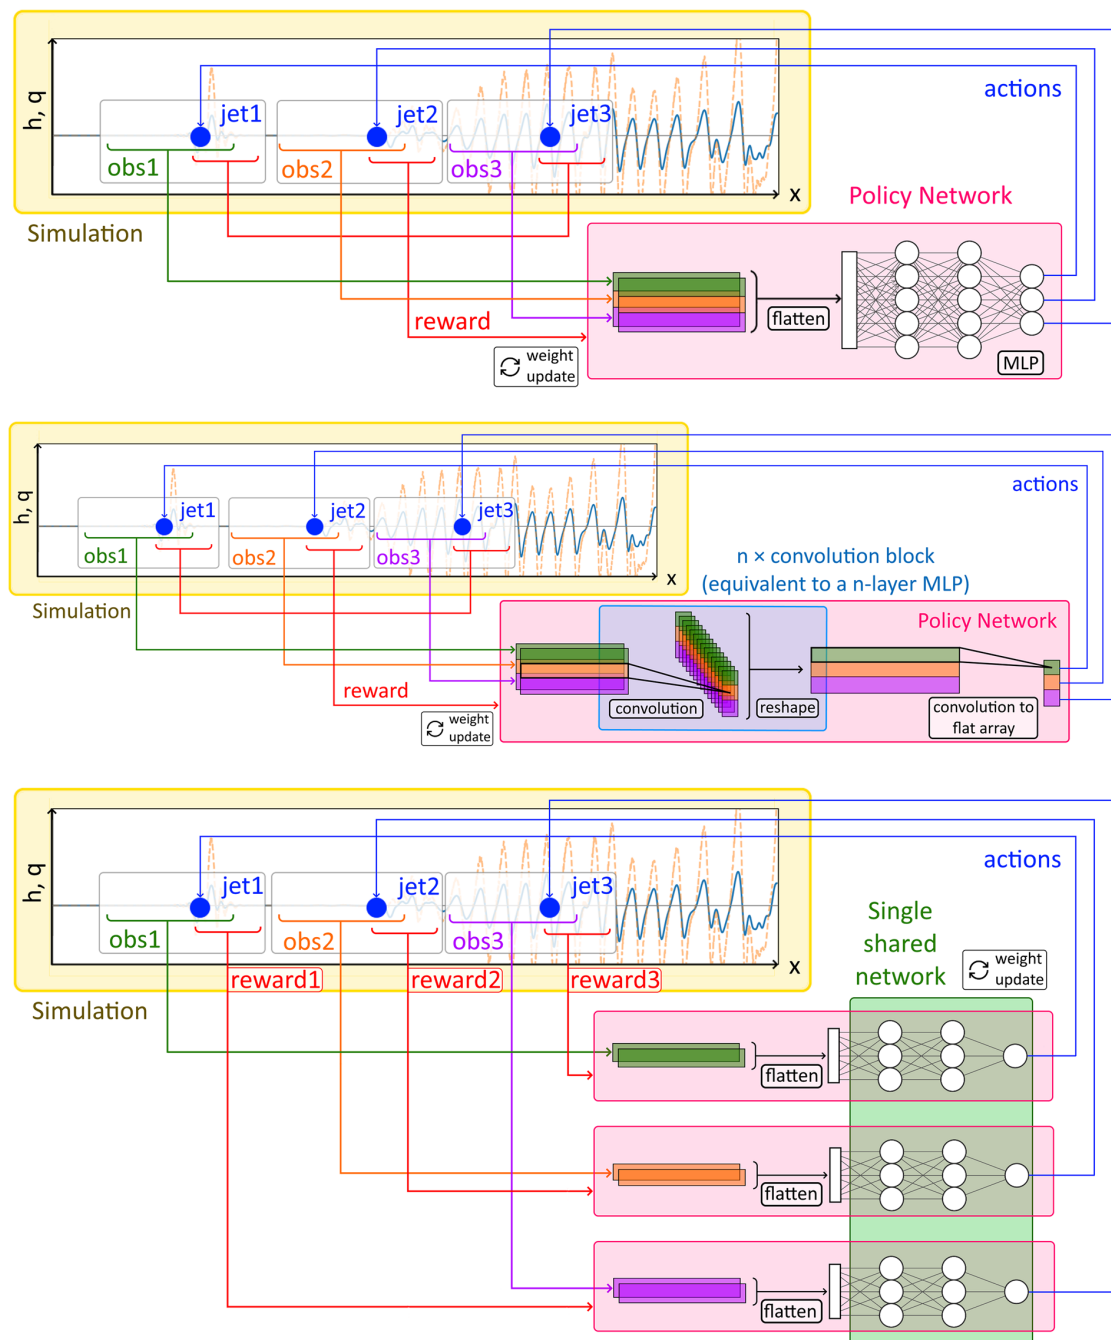 h, q
jet1
jet2
jet3
obs1
obs2
obs3
x
actions
Simulation
Policy Network
reward
flatten
weight
update
MLP
h, q
jet1
jet2
jet3
obs1
obs2
obs3
x
actions
Simulation
n × convolution block
(equivalent to a n-layer MLP)
Policy Network
reward
convolution
reshape
convolution to
flat array
weight
update
h, q
jet1
jet2
jet3
obs1
obs2
obs3
x
actions
reward1
reward2
reward3
Simulation
Single
shared
network
weight
update
flatten
flatten
flatten